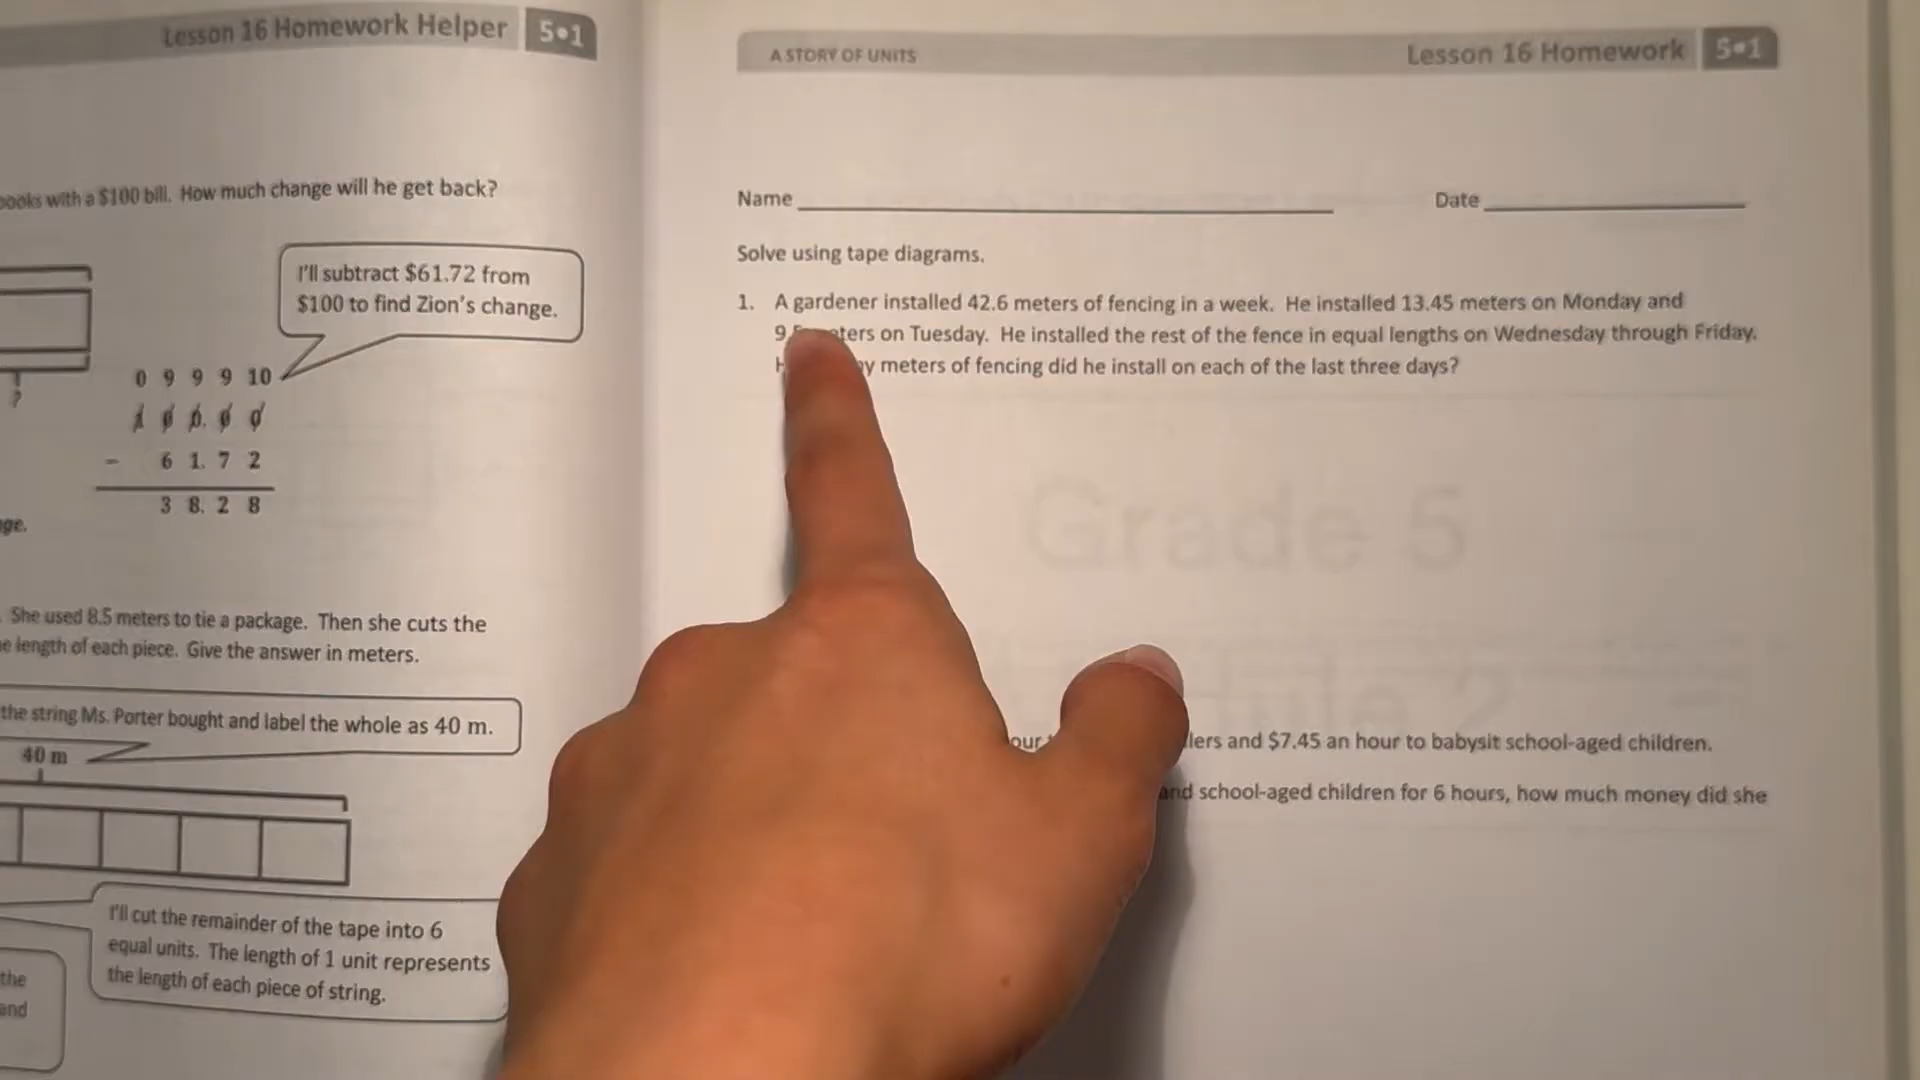 Lesson 16 Homework Helper 5•1
books with a $100 bill. How much change will he get back?
I'll subtract $61.72 from
$100 to find Zion's change.
?
0 9 9 9 10
1 0 0. 0 0
- 6 1. 7 2
3 8. 2 8
She used 8.5 meters to tie a package. Then she cuts the
length of each piece. Give the answer in meters.
the string Ms. Porter bought and label the whole as 40 m.
40 m
I'll cut the remainder of the tape into 6
equal units. The length of 1 unit represents
the length of each piece of string.
the
and
A STORY OF UNITS
Lesson 16 Homework 5•1
Name Date
Solve using tape diagrams.
1. A gardener installed 42.6 meters of fencing in a week. He installed 13.45 meters on Monday and
on Tuesday. He installed the rest of the fence in equal lengths on Wednesday through Friday.
meters of fencing did he install on each of the last three days?
Grade 5
and $7.45 an hour to babysit school-aged children.
and school-aged children for 6 hours, how much money did she